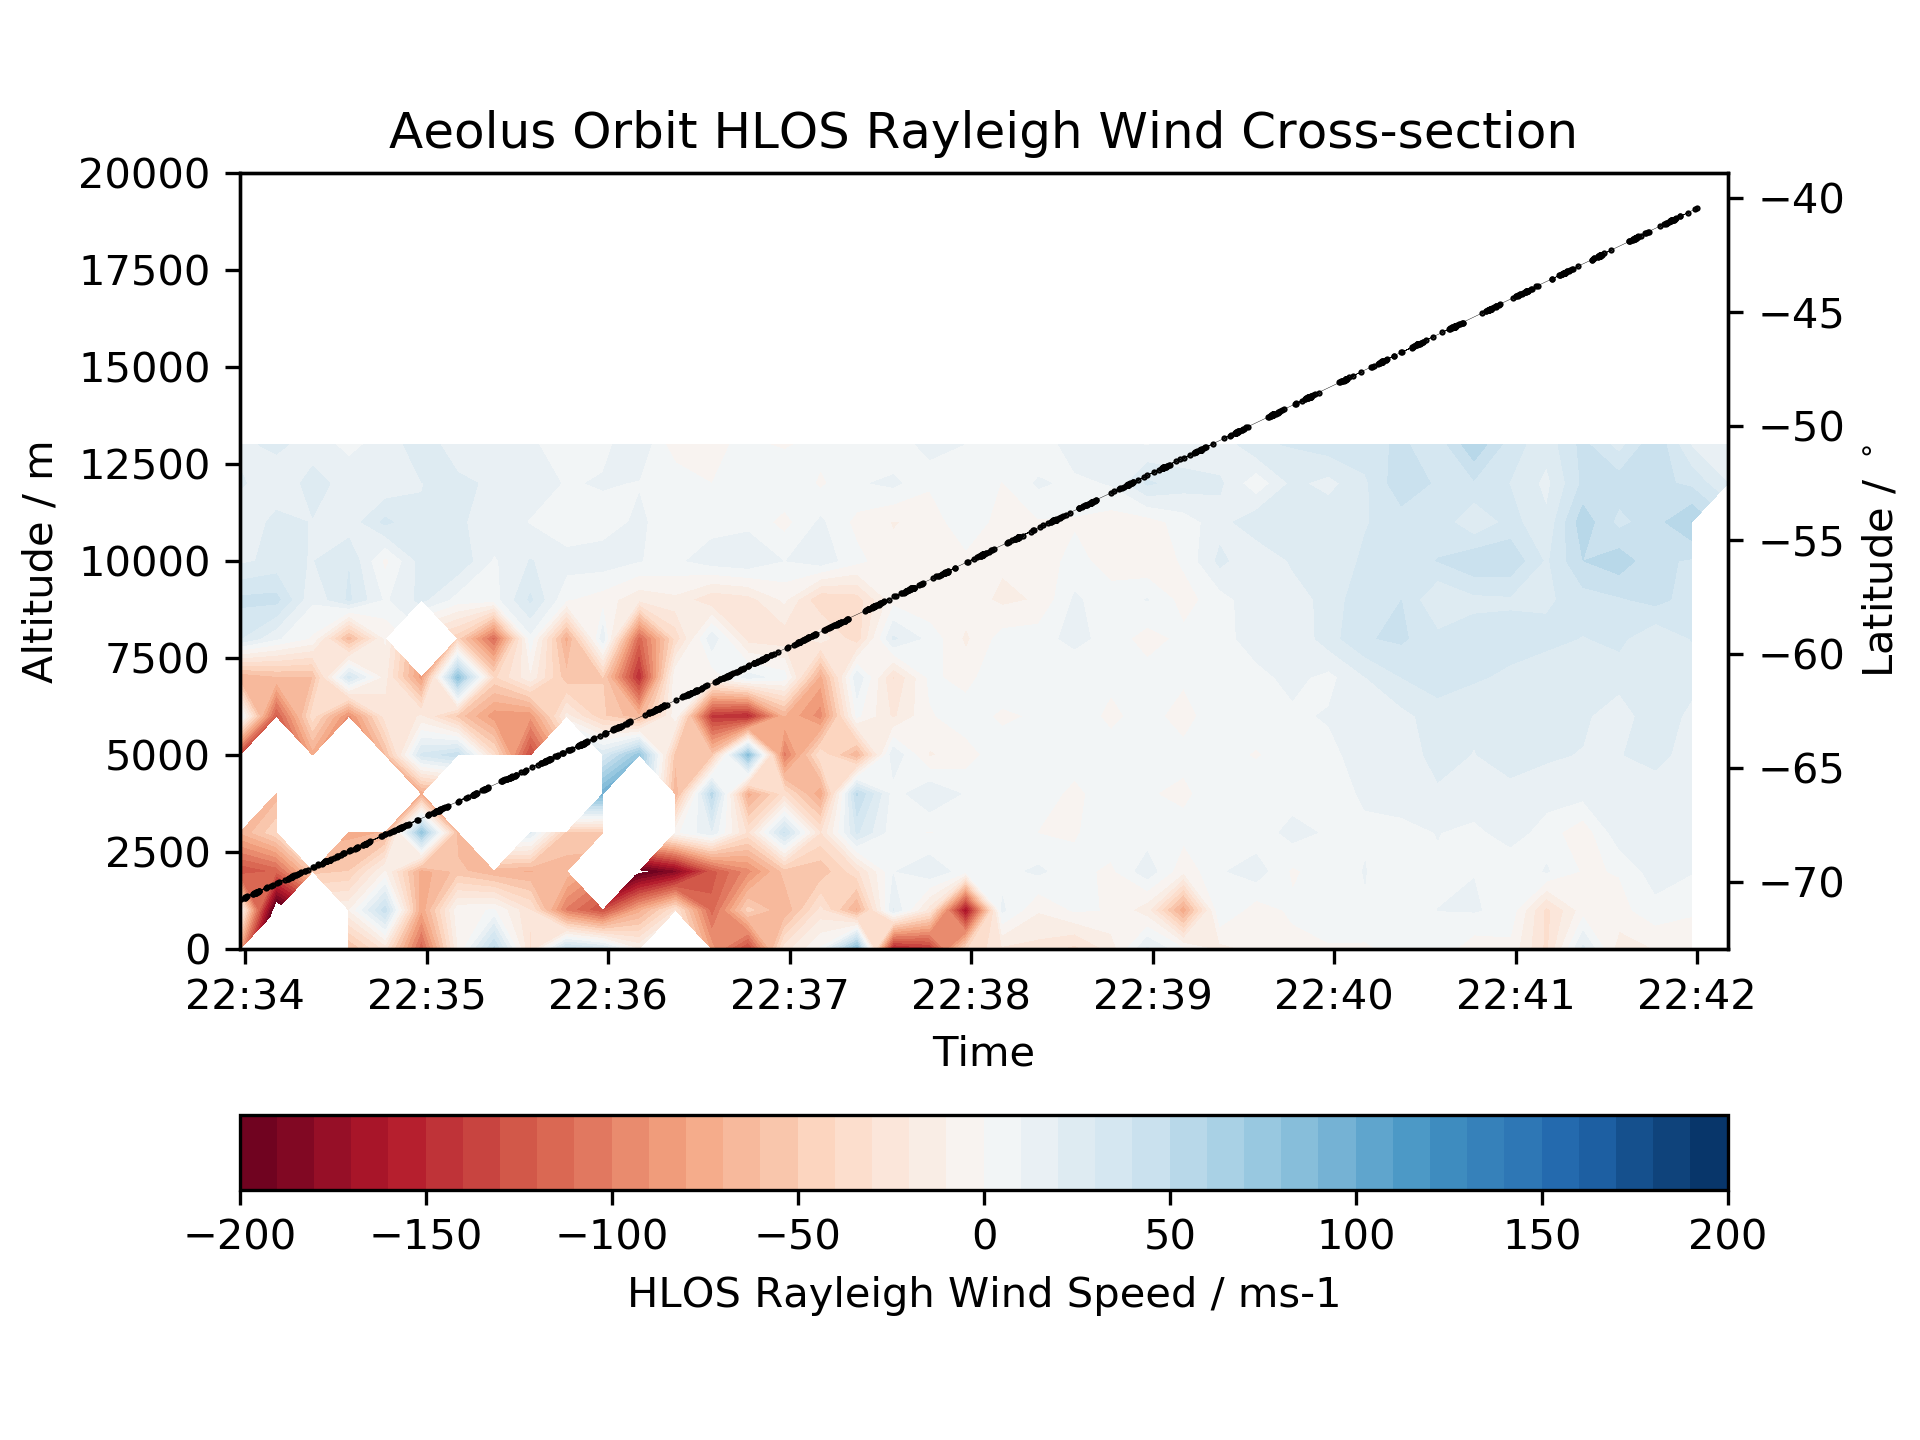 Aeolus Orbit HLOS Rayleigh Wind Cross-section
20000
17500
15000
12500
10000
7500
5000
2500
0
Altitude / m
−40
−45
−50
−55
−60
−65
−70
Latitude / °
22:34 22:35 22:36 22:37 22:38 22:39 22:40 22:41 22:42
Time
−200 −150 −100 −50 0 50 100 150 200
HLOS Rayleigh Wind Speed / ms-1